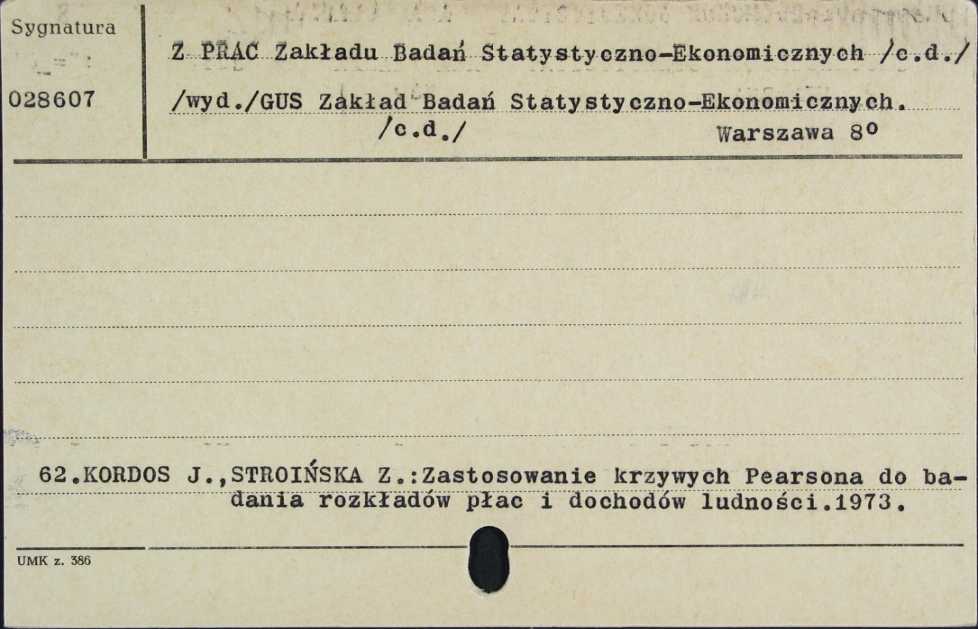 Sygnatura
Z PRAC Zakładu Badań Statystyczno-Ekonomicznych /c.d./
028607
/wyd./GUS Zakład Badań Statystyczno-Ekonomicznych.
/c.d./ Warszawa 8º
62.KORDOS J.,STROIŃSKA Z.:Zastosowanie krzywych Pearsona do ba-
dania rozkładów płac i dochodów ludności.1973.
UMK z. 386